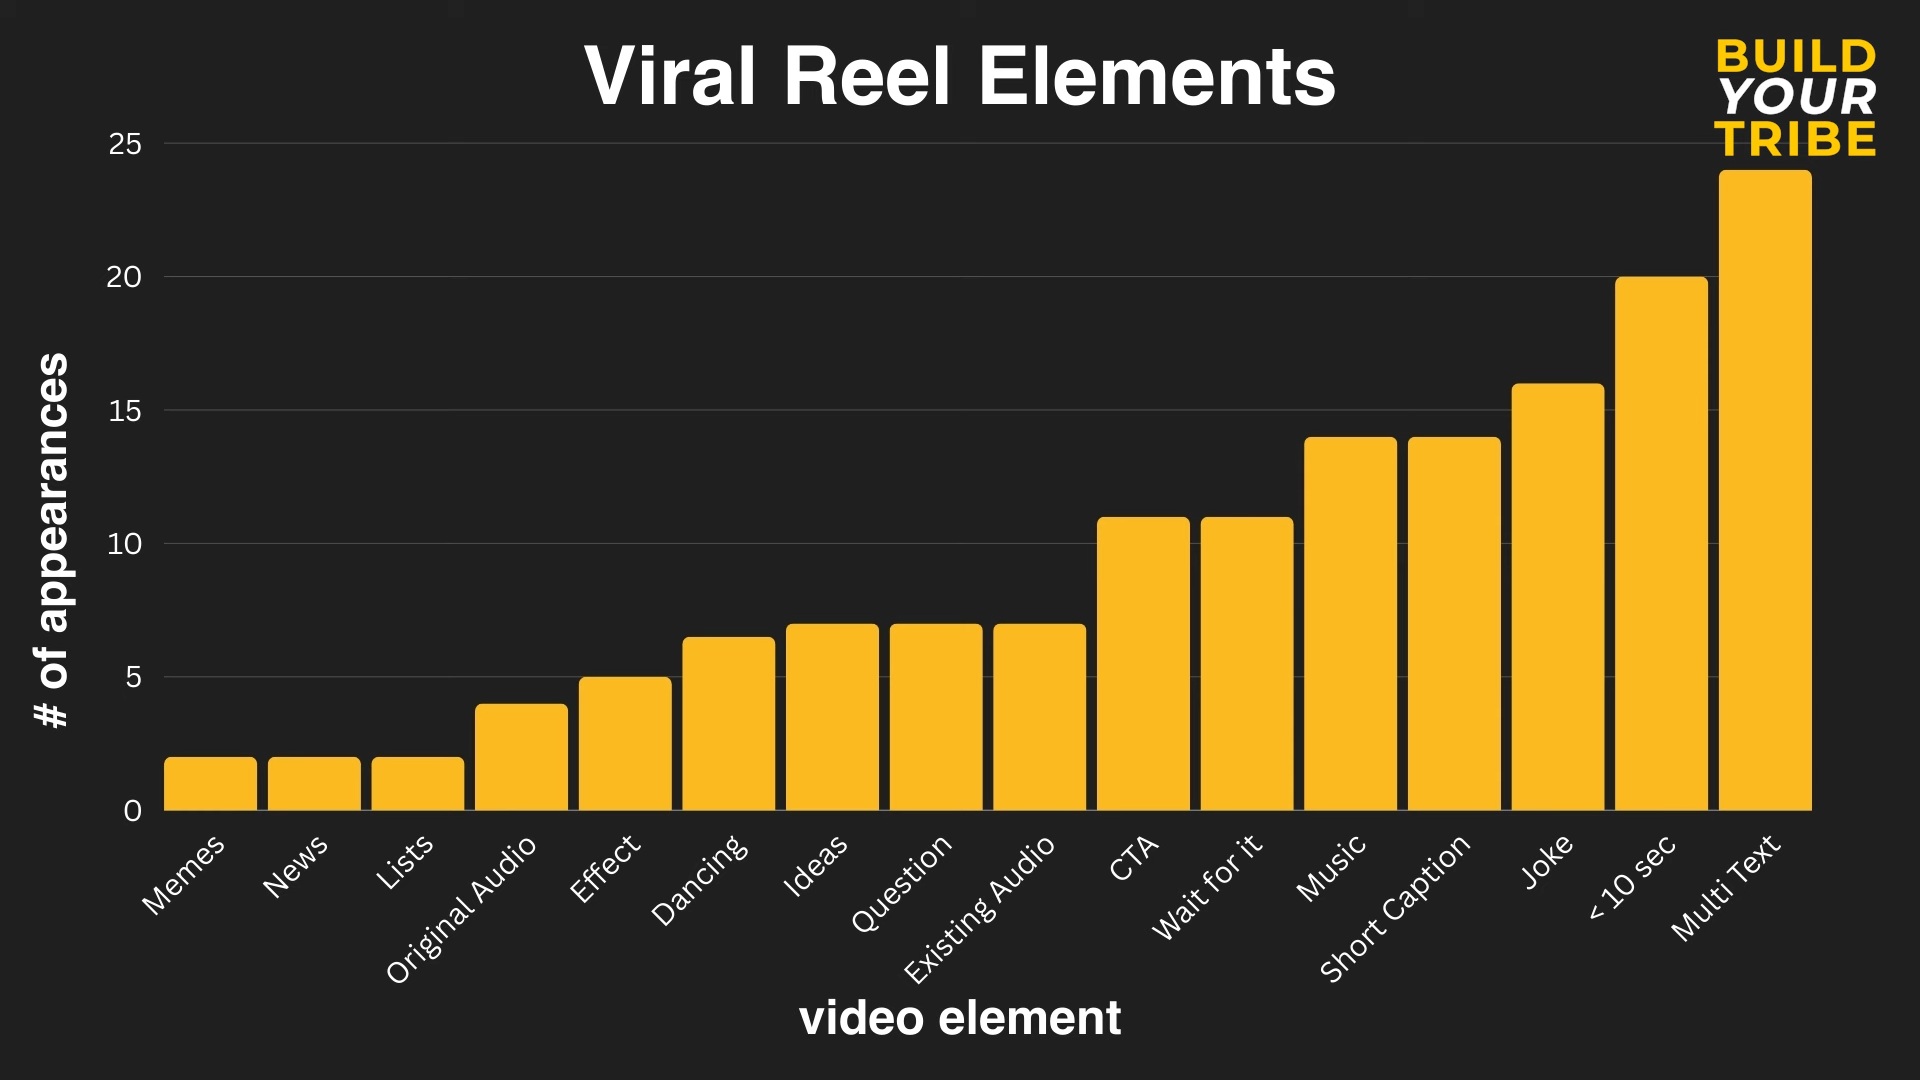 Viral Reel Elements
BUILD
YOUR
TRIBE
25
20
15
10
5
0
# of appearances
Memes
News
Lists
Original Audio
Effect
Dancing
Ideas
Question
Existing Audio
CTA
Wait for it
Music
Short Caption
Joke
< 10 sec
Multi Text
video element